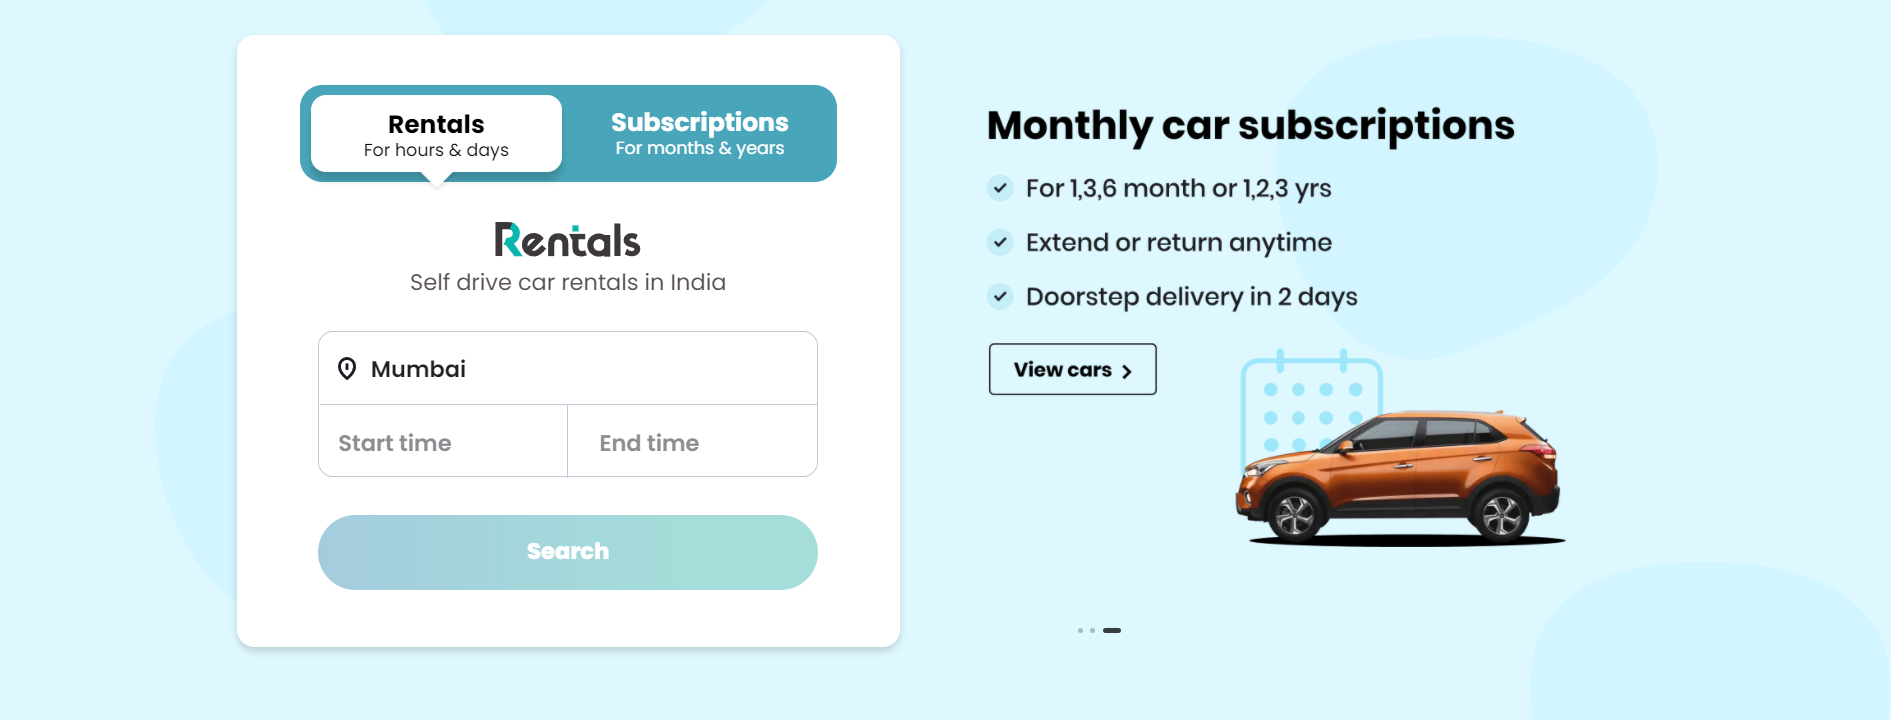 Rentals
For hours & days
Subscriptions
For months & years
Rentals
Self drive car rentals in India
Mumbai
Start time
End time
Search
Monthly car subscriptions
For 1,3,6 month or 1,2,3 yrs
Extend or return anytime
Doorstep delivery in 2 days
View cars